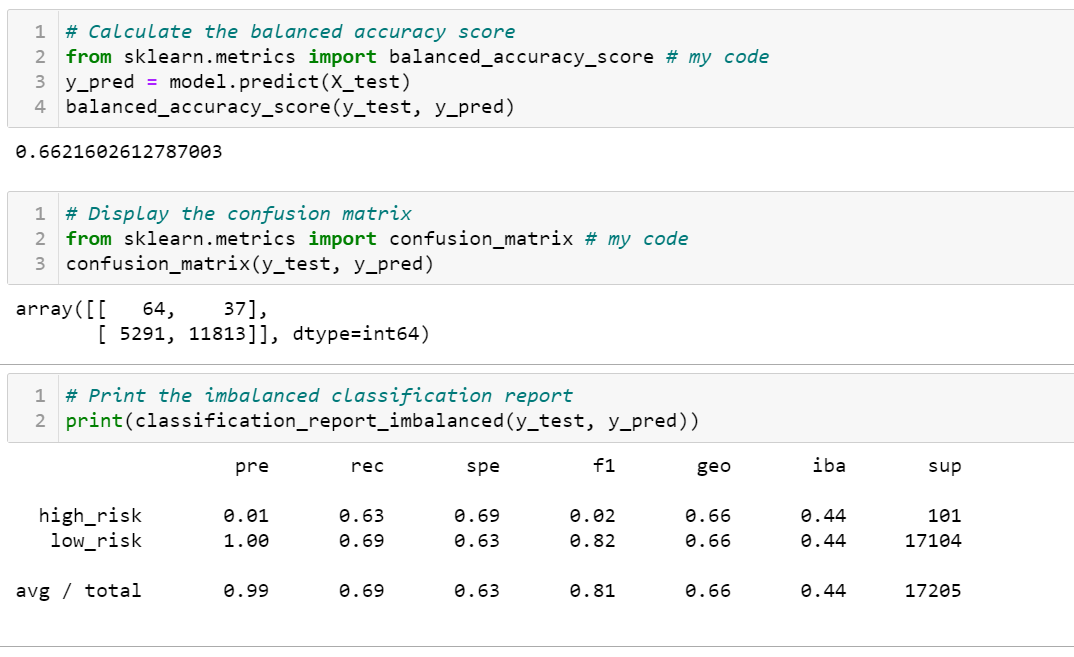 1 # Calculate the balanced accuracy score
2 from sklearn.metrics import balanced_accuracy_score # my code
3 y_pred = model.predict(X_test)
4 balanced_accuracy_score(y_test, y_pred)
0.6621602612787003
1 # Display the confusion matrix
2 from sklearn.metrics import confusion_matrix # my code
3 confusion_matrix(y_test, y_pred)
array([[   64,    37],
       [ 5291, 11813]], dtype=int64)
1 # Print the imbalanced classification report
2 print(classification_report_imbalanced(y_test, y_pred))
                   pre       rec       spe        f1       geo       iba       sup
  high_risk       0.01      0.63      0.69      0.02      0.66      0.44       101
   low_risk       1.00      0.69      0.63      0.82      0.66      0.44     17104
avg / total       0.99      0.69      0.63      0.81      0.66      0.44     17205